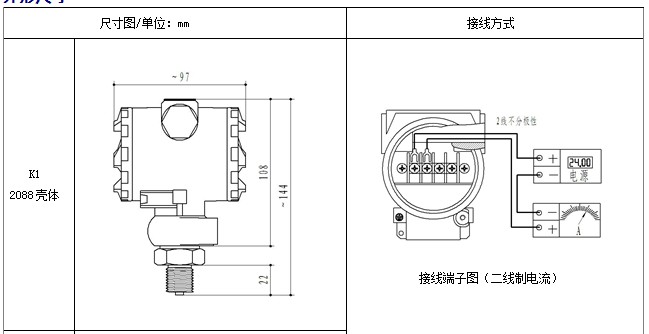 尺寸图/单位: mm
接线方式
K1
2088壳体
~97
108
~144
22
2线不分极性
+
24.00
-
电源
-
+
A
接线端子图(二线制电流)